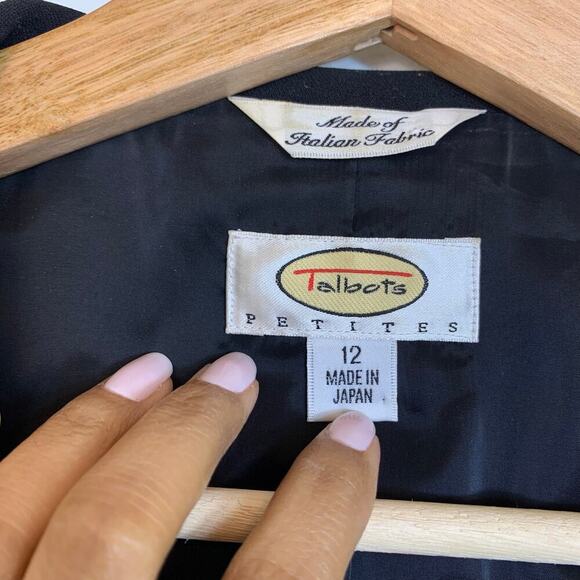 Made of
Italian Fabric
Talbots
PETITES
12
MADE IN
JAPAN